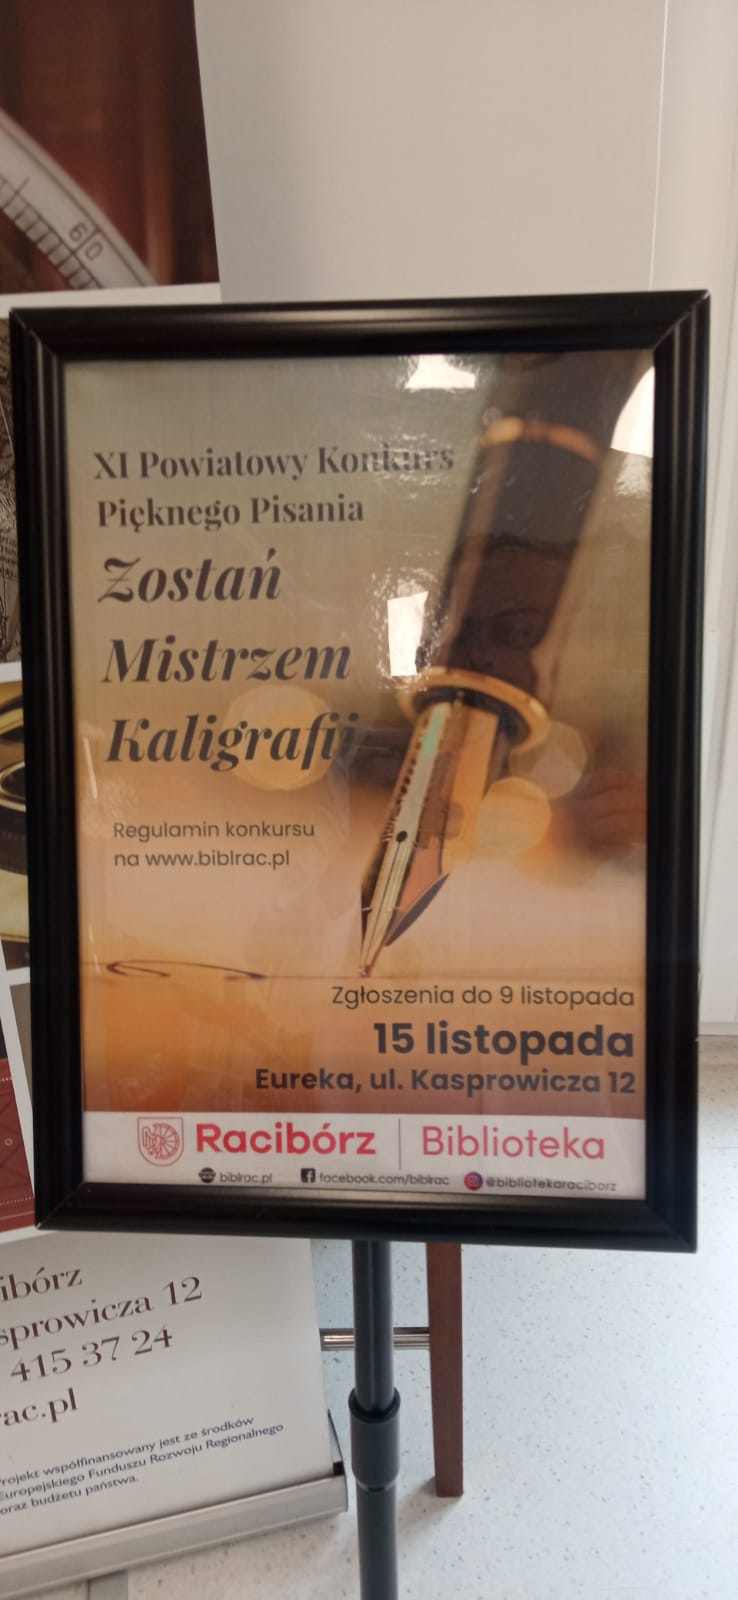 60
XI Powiatowy Konkurs
Pięknego Pisania
Zostań
Mistrzem
Kaligrafii
Regulamin konkursu
na www.biblrac.pl
Zgłoszenia do 9 listopada
15 listopada
Eureka, ul. Kasprowicza 12
Racibórz | Biblioteka
biblrac.pl facebook.com/biblrac @bibliotekaraciborz
ibórz
sprowicza 12
415 37 24
rac.pl
Projekt współfinansowany jest ze środków
Europejskiego Funduszu Rozwoju Regionalnego
oraz budżetu państwa.